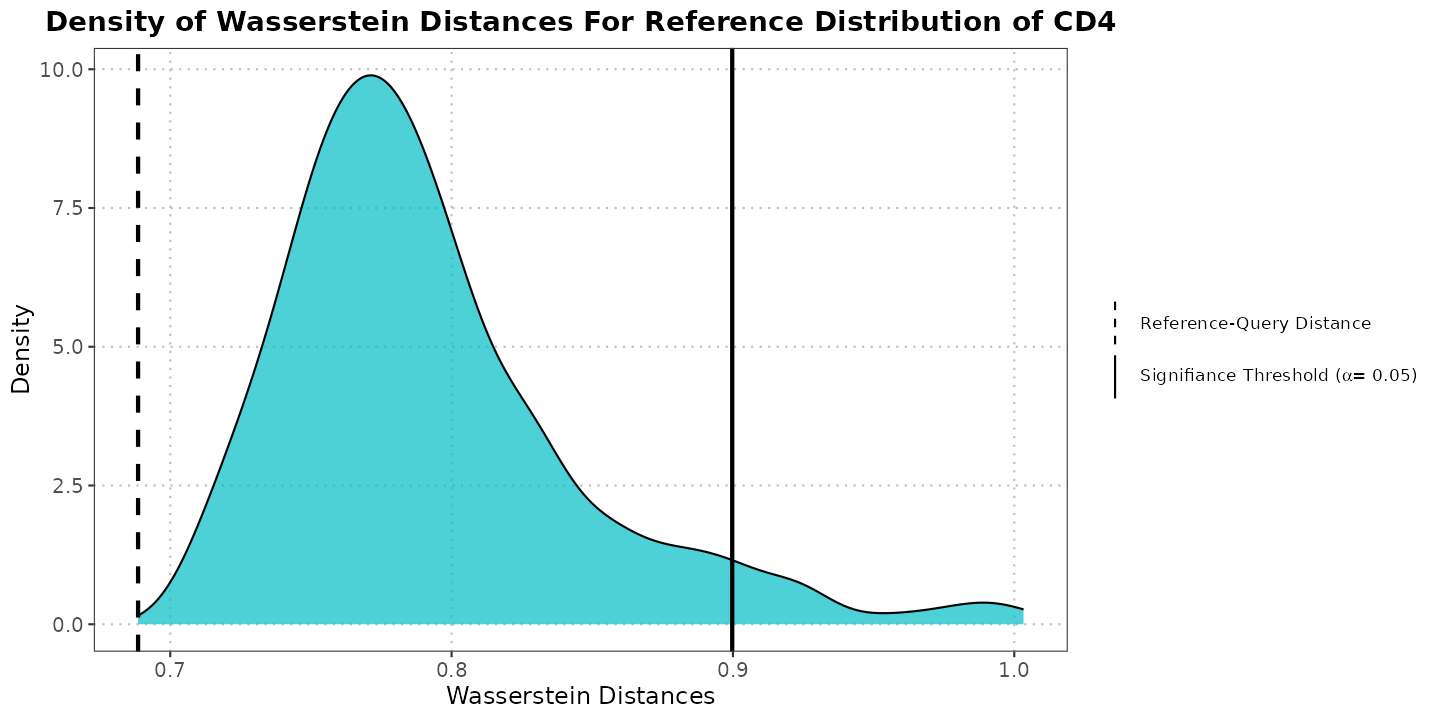 Density of Wasserstein Distances For Reference Distribution of CD4
10.0
7.5
5.0
2.5
0.0
Density
0.7 0.8 0.9 1.0
Wasserstein Distances
Reference-Query Distance
Signifiance Threshold (α= 0.05)